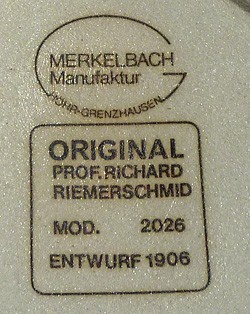 MERKELBACH
Manufaktur
HÖHR-GRENZHAUSEN
ORIGINAL
PROF. RICHARD
RIEMERSCHMID
MOD. 2026
ENTWURF 1906